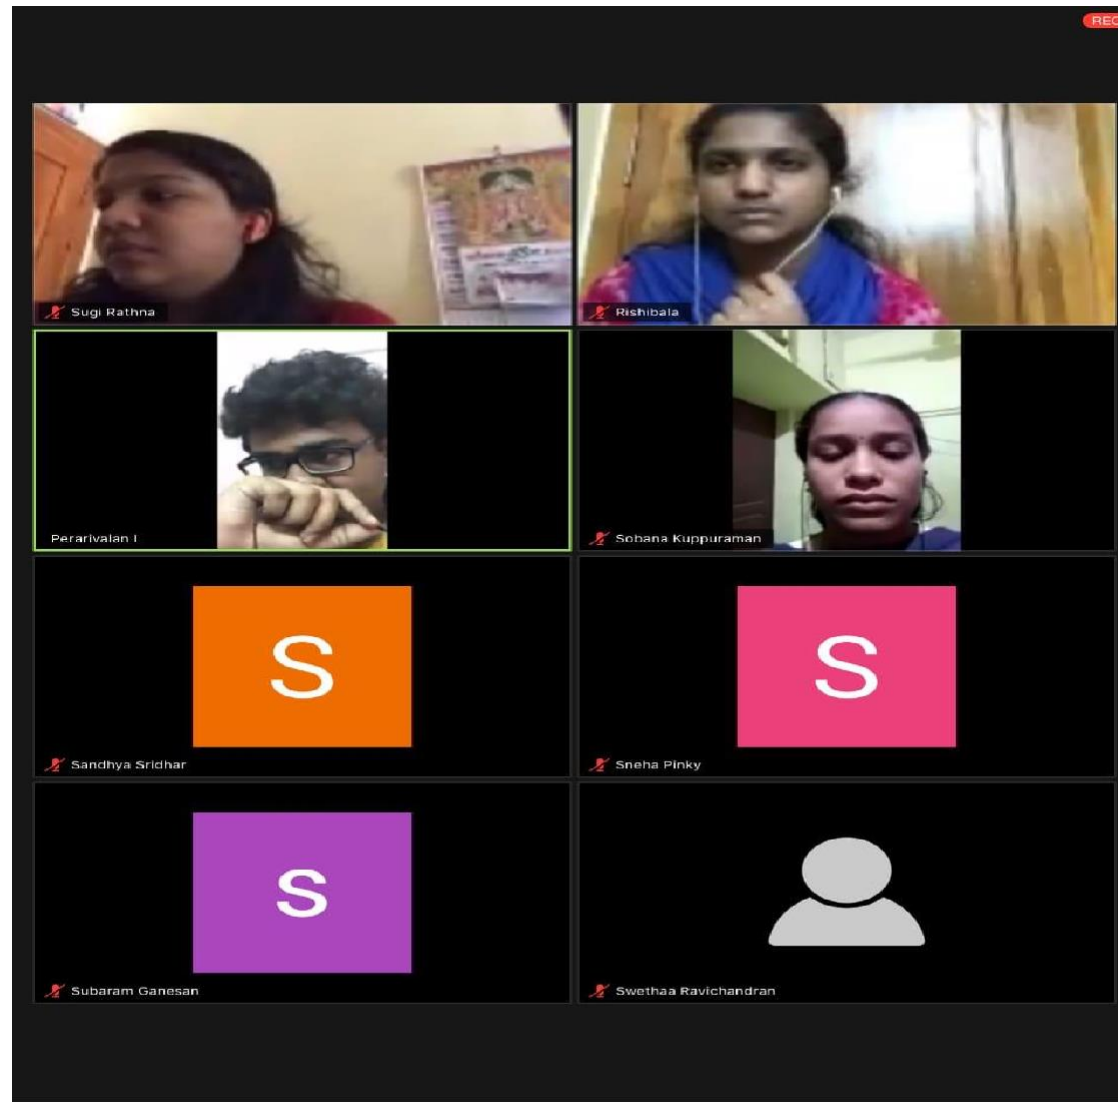 REC
Sugi Rathna
Rishibala
Perarivalan I
Sobana Kuppuraman
S
S
Sandhya Sridhar
Sneha Pinky
S
Subaram Ganesan
Swethaa Ravichandran